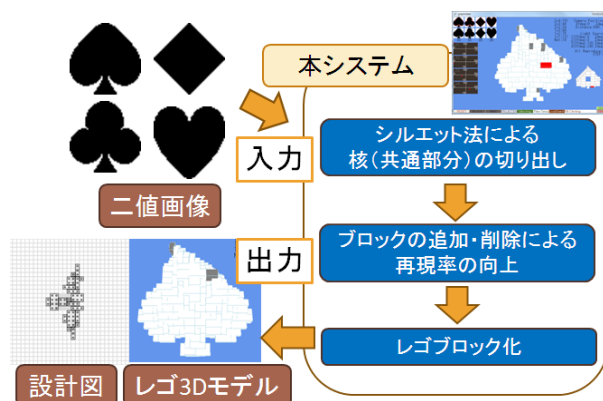 本システム
入力
シルエット法による
核(共通部分)の切り出し
二値画像
出力
ブロックの追加・削除による
再現率の向上
レゴブロック化
設計図
レゴ3Dモデル